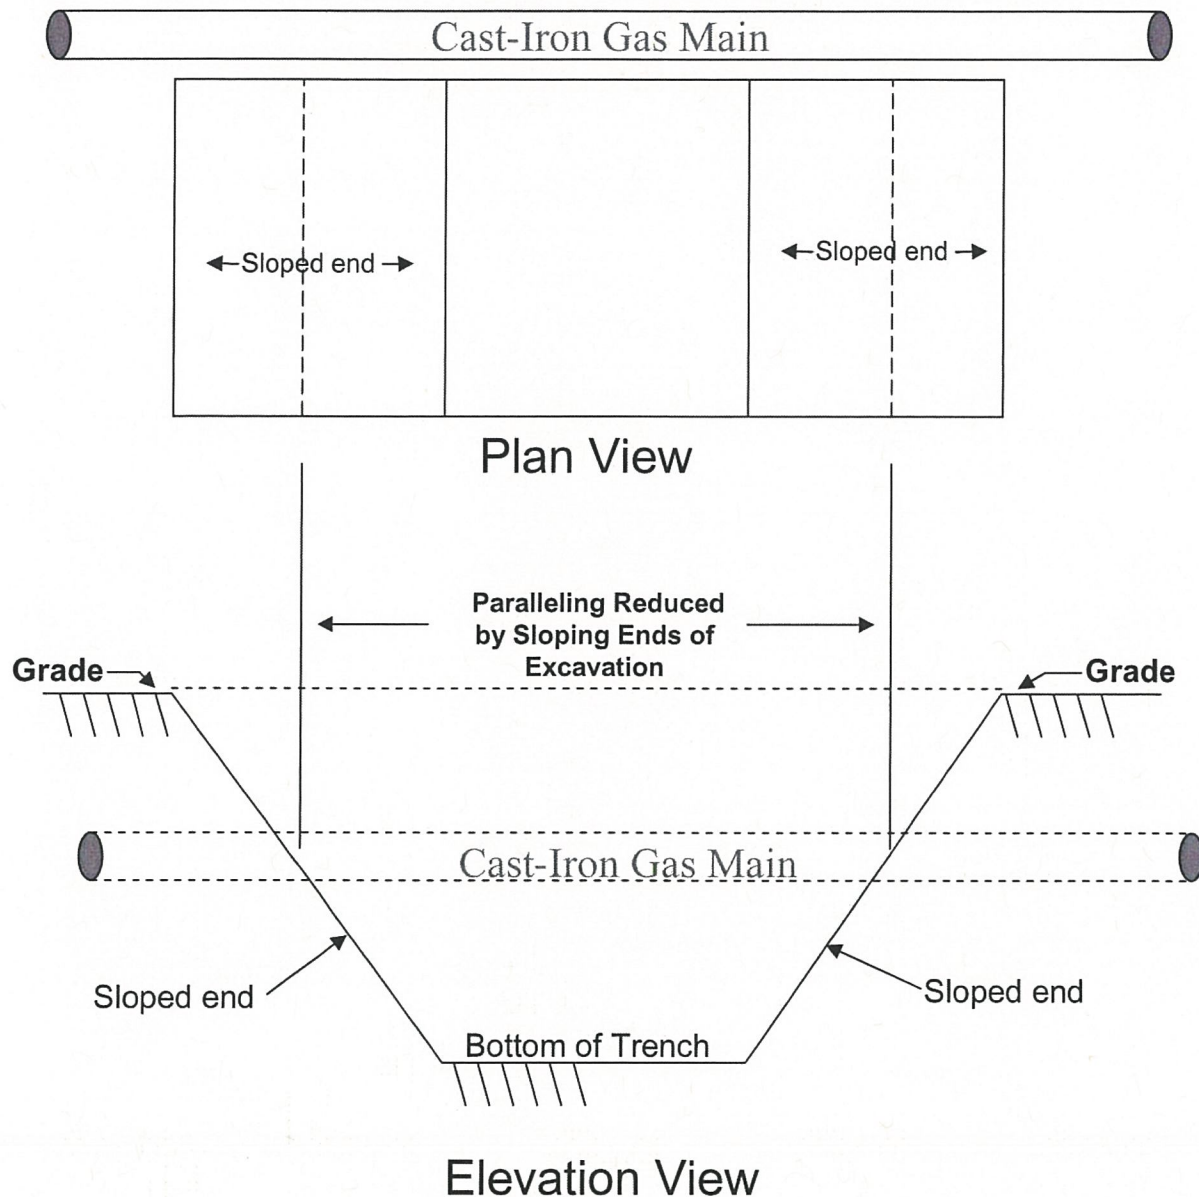 Cast-Iron Gas Main
Sloped end
Sloped end
Plan View
Paralleling Reduced
by Sloping Ends of
Excavation
Grade
Grade
Cast-Iron Gas Main
Sloped end
Sloped end
Bottom of Trench
Elevation View